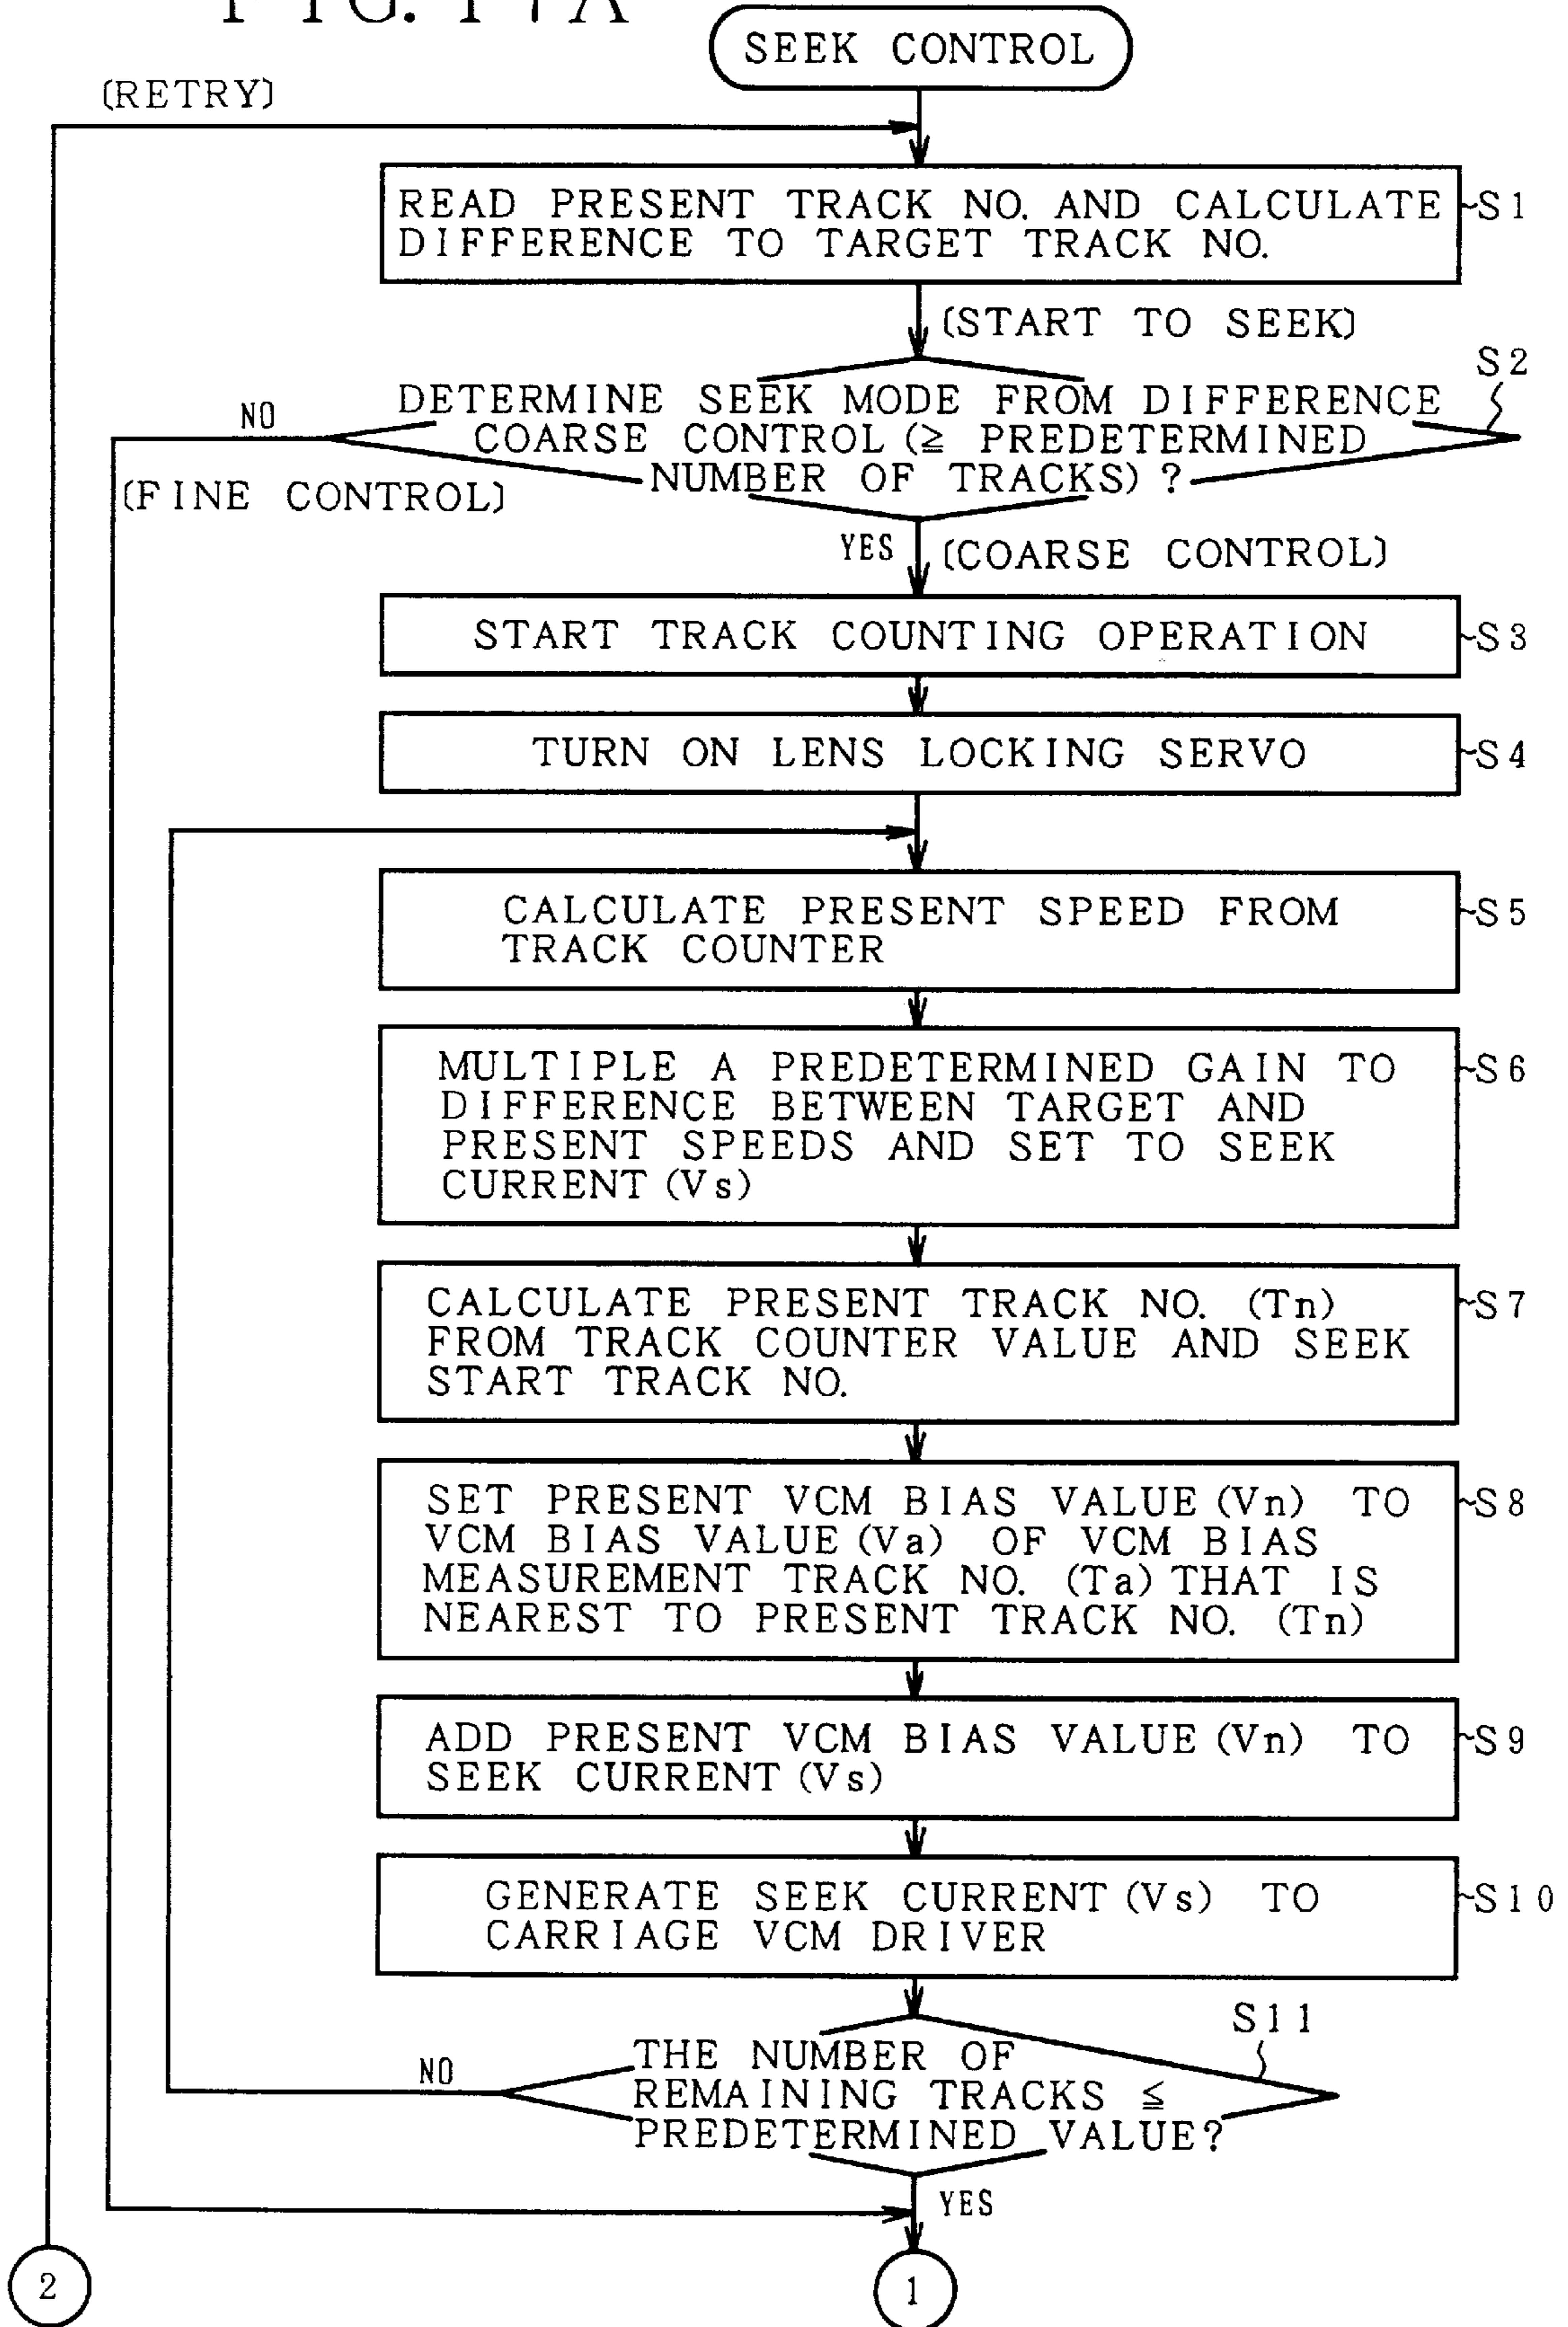 SEEK CONTROL
(RETRY)
READ PRESENT TRACK NO. AND CALCULATE
DIFFERENCE TO TARGET TRACK NO.
S1
(START TO SEEK)
S2
DETERMINE SEEK MODE FROM DIFFERENCE
COARSE CONTROL (≧ PREDETERMINED
NUMBER OF TRACKS) ?
NO
(FINE CONTROL)
YES
(COARSE CONTROL)
START TRACK COUNTING OPERATION
S3
TURN ON LENS LOCKING SERVO
S4
CALCULATE PRESENT SPEED FROM
TRACK COUNTER
S5
MULTIPLE A PREDETERMINED GAIN TO
DIFFERENCE BETWEEN TARGET AND
PRESENT SPEEDS AND SET TO SEEK
CURRENT (Vs)
S6
CALCULATE PRESENT TRACK NO. (Tn)
FROM TRACK COUNTER VALUE AND SEEK
START TRACK NO.
S7
SET PRESENT VCM BIAS VALUE (Vn) TO
VCM BIAS VALUE (Va) OF VCM BIAS
MEASUREMENT TRACK NO. (Ta) THAT IS
NEAREST TO PRESENT TRACK NO. (Tn)
S8
ADD PRESENT VCM BIAS VALUE (Vn) TO
SEEK CURRENT (Vs)
S9
GENERATE SEEK CURRENT (Vs) TO
CARRIAGE VCM DRIVER
S10
S11
THE NUMBER OF
REMAINING TRACKS ≦
PREDETERMINED VALUE?
NO
YES
2
1